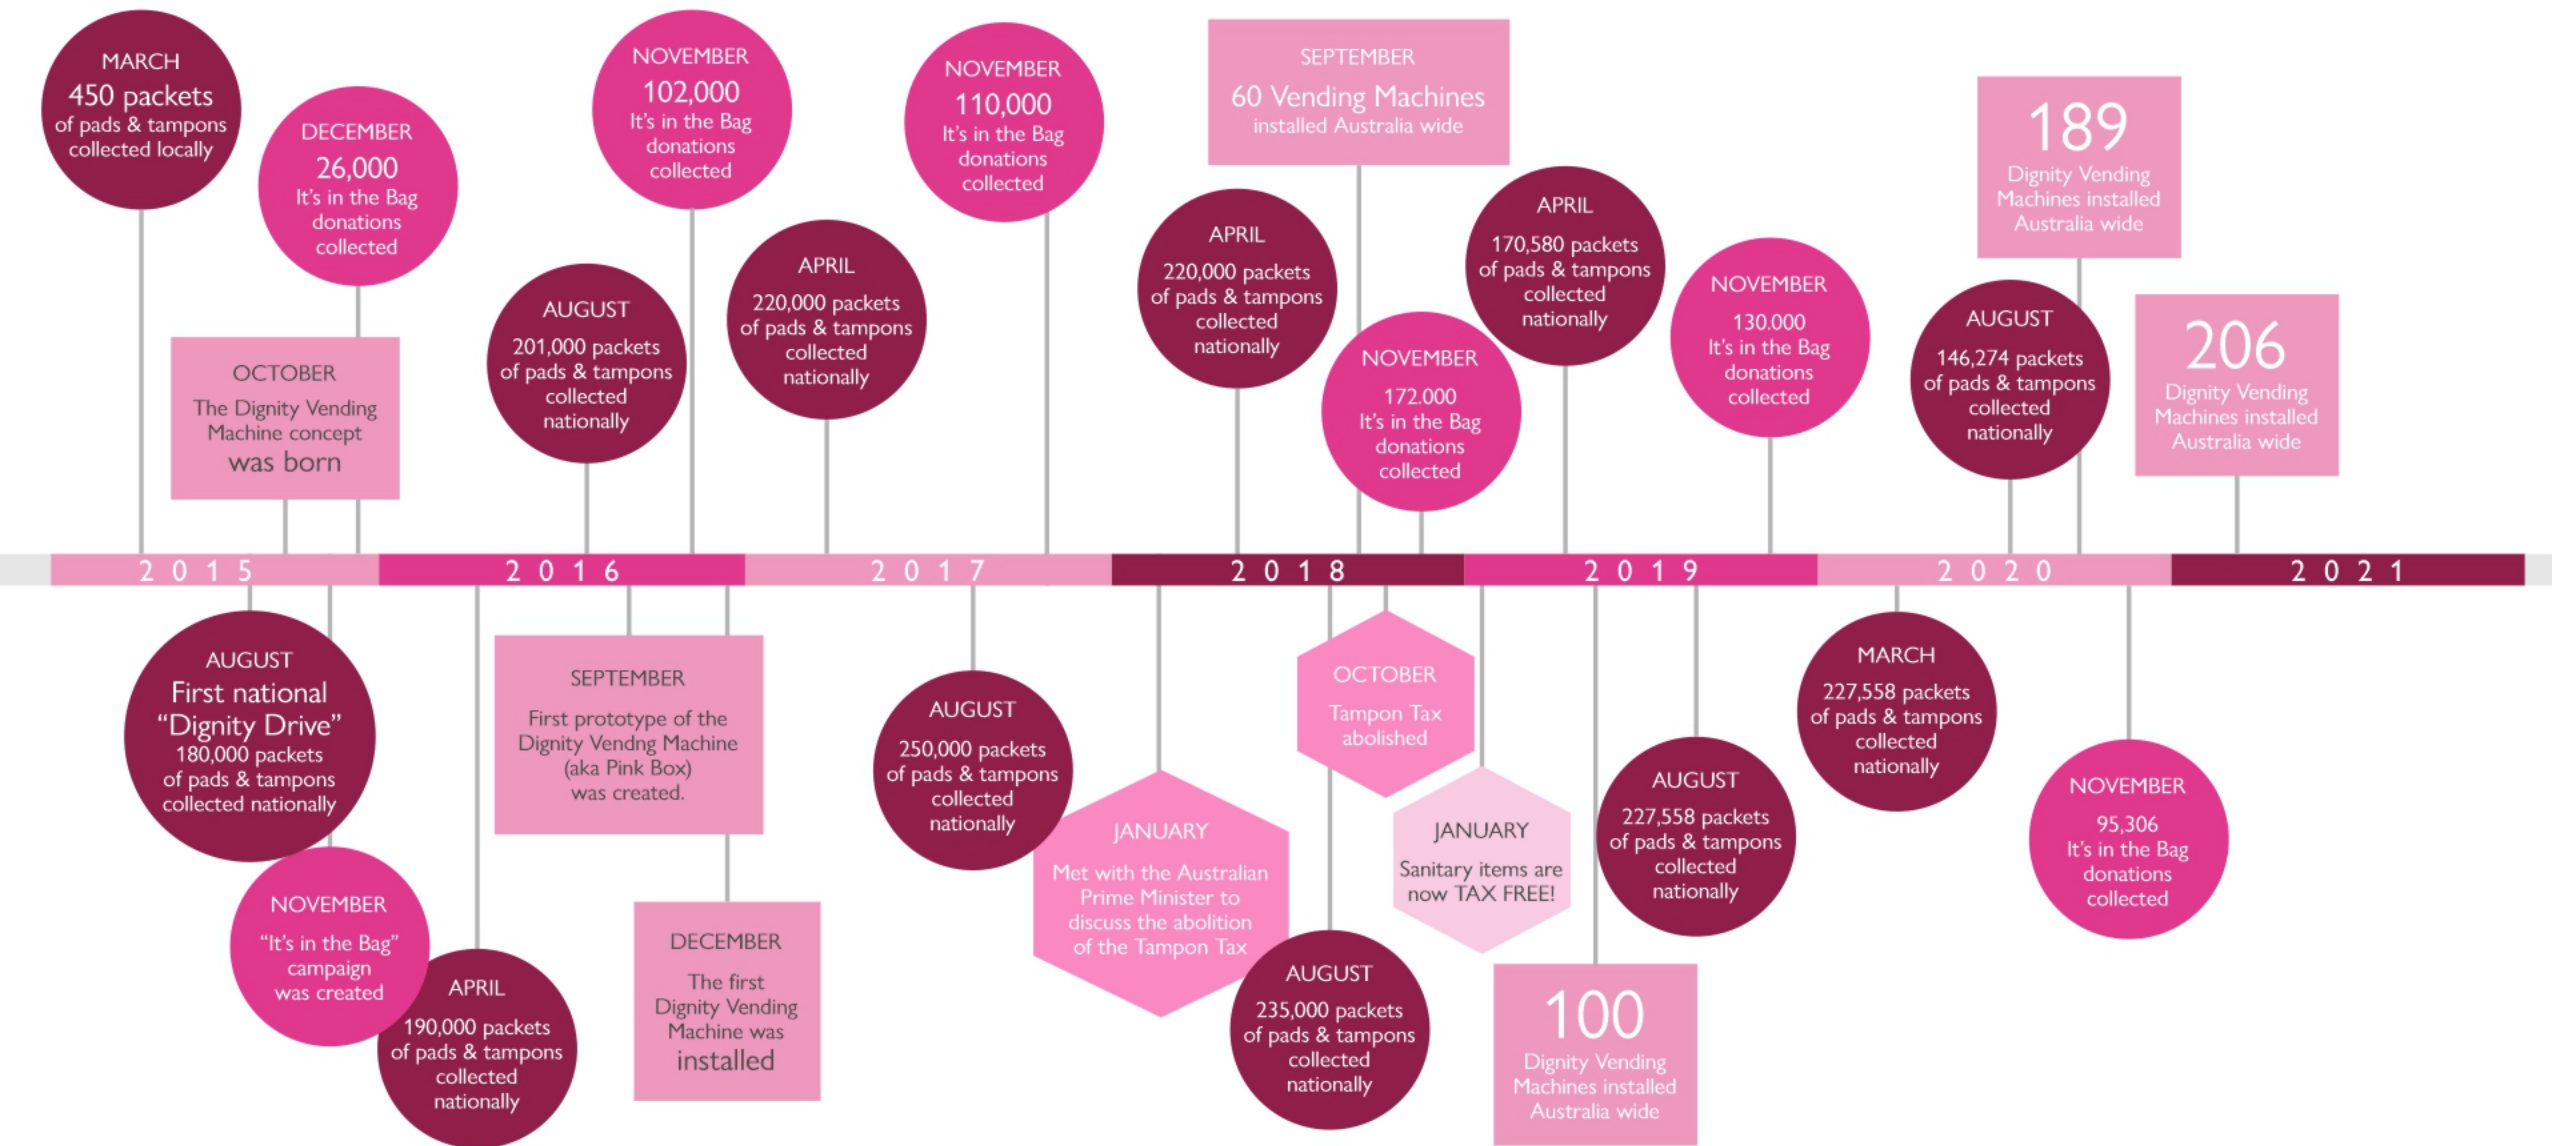 MARCH
450 packets
of pads & tampons
collected locally
DECEMBER
26,000
It's in the Bag
donations
collected
OCTOBER
The Dignity Vending
Machine concept
was born
NOVEMBER
102,000
It's in the Bag
donations
collected
AUGUST
201,000 packets
of pads & tampons
collected
nationally
APRIL
220,000 packets
of pads & tampons
collected
nationally
NOVEMBER
110,000
It's in the Bag
donations
collected
SEPTEMBER
60 Vending Machines
installed Australia wide
APRIL
220,000 packets
of pads & tampons
collected
nationally
NOVEMBER
172.000
It's in the Bag
donations
collected
APRIL
170,580 packets
of pads & tampons
collected
nationally
NOVEMBER
130.000
It's in the Bag
donations
collected
189
Dignity Vending
Machines installed
Australia wide
AUGUST
146,274 packets
of pads & tampons
collected
nationally
206
Dignity Vending
Machines installed
Australia wide
2015
2016
2017
2018
2019
2020
2021
AUGUST
First national
“Dignity Drive”
180,000 packets
of pads & tampons
collected nationally
NOVEMBER
“It's in the Bag”
campaign
was created
APRIL
190,000 packets
of pads & tampons
collected
nationally
SEPTEMBER
First prototype of the
Dignity Vendng Machine
(aka Pink Box)
was created.
DECEMBER
The first
Dignity Vending
Machine was
installed
AUGUST
250,000 packets
of pads & tampons
collected
nationally
JANUARY
Met with the Australian
Prime Minister to
discuss the abolition
of the Tampon Tax
AUGUST
235,000 packets
of pads & tampons
collected
nationally
OCTOBER
Tampon Tax
abolished
JANUARY
Sanitary items are
now TAX FREE!
100
Dignity Vending
Machines installed
Australia wide
AUGUST
227,558 packets
of pads & tampons
collected
nationally
MARCH
227,558 packets
of pads & tampons
collected
nationally
NOVEMBER
95,306
It's in the Bag
donations
collected